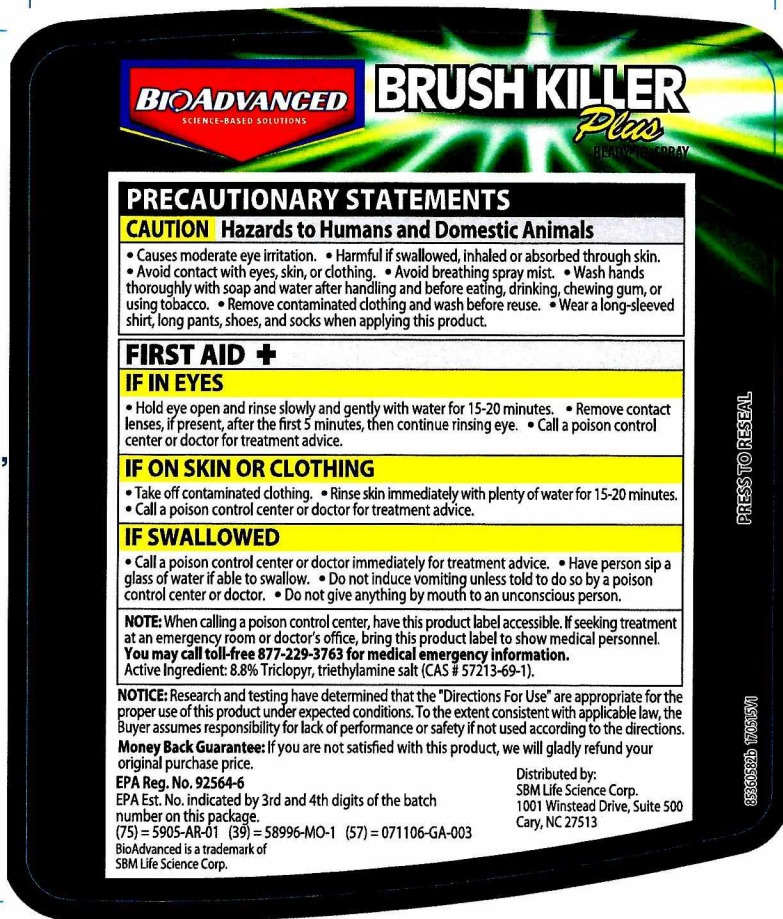 BIOADVANCED
SCIENCE-BASED SOLUTIONS
BRUSH KILLER
Plus
READY-TO-SPRAY
PRECAUTIONARY STATEMENTS
CAUTION Hazards to Humans and Domestic Animals
• Causes moderate eye irritation. • Harmful if swallowed, inhaled or absorbed through skin.
• Avoid contact with eyes, skin, or clothing. • Avoid breathing spray mist. • Wash hands
thoroughly with soap and water after handling and before eating, drinking, chewing gum, or
using tobacco. • Remove contaminated clothing and wash before reuse. • Wear a long-sleeved
shirt, long pants, shoes, and socks when applying this product.
FIRST AID +
IF IN EYES
• Hold eye open and rinse slowly and gently with water for 15-20 minutes. • Remove contact
lenses, if present, after the first 5 minutes, then continue rinsing eye. • Call a poison control
center or doctor for treatment advice.
IF ON SKIN OR CLOTHING
• Take off contaminated clothing. • Rinse skin immediately with plenty of water for 15-20 minutes.
• Call a poison control center or doctor for treatment advice.
IF SWALLOWED
• Call a poison control center or doctor immediately for treatment advice. • Have person sip a
glass of water if able to swallow. • Do not induce vomiting unless told to do so by a poison
control center or doctor. • Do not give anything by mouth to an unconscious person.
NOTE: When calling a poison control center, have this product label accessible. If seeking treatment
at an emergency room or doctor's office, bring this product label to show medical personnel.
You may call toll-free 877-229-3763 for medical emergency information.
Active Ingredient: 8.8% Triclopyr, triethylamine salt (CAS # 57213-69-1).
NOTICE: Research and testing have determined that the "Directions For Use" are appropriate for the
proper use of this product under expected conditions. To the extent consistent with applicable law, the
Buyer assumes responsibility for lack of performance or safety if not used according to the directions.
Money Back Guarantee: If you are not satisfied with this product, we will gladly refund your
original purchase price.
EPA Reg. No. 92564-6
EPA Est. No. indicated by 3rd and 4th digits of the batch
number on this package.
(75) = 5905-AR-01 (39) = 58996-MO-1 (57) = 071106-GA-003
BioAdvanced is a trademark of
SBM Life Science Corp.
Distributed by:
SBM Life Science Corp.
1001 Winstead Drive, Suite 500
Cary, NC 27513
PRESS TO RESEAL
85360582b 170515V1